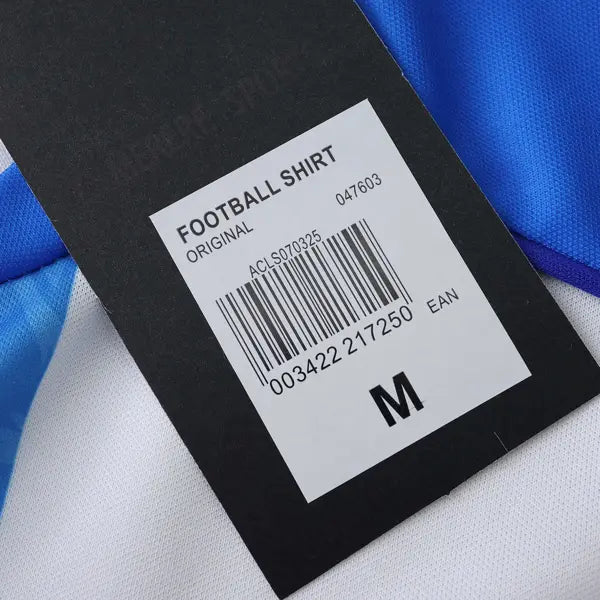 FOOTBALL SHIRT
ORIGINAL
047603
ACLS070325
003422 217250
EAN
M